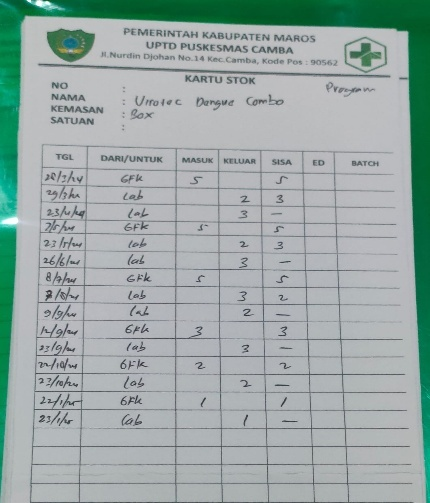 PEMERINTAH KABUPATEN MAROS
UPTD PUSKESMAS CAMBA
Jl.Nurdin Djohan No.14 Kec.Camba, Kode Pos : 90562
KARTU STOK
Program
NO :
NAMA : Virotec Dengue Combo
KEMASAN : Box
SATUAN :
TGL DARI/UNTUK MASUK KELUAR SISA ED BATCH
28/3/24 GFK 5 5
29/3/24 Lab 2 3
23/4/24 Lab 3 —
7/5/24 GFK 5 5
23/5/24 lab 2 3
26/6/24 lab 3 —
8/7/24 GFK 5 5
7/8/24 Lab 3 2
9/9/24 Lab 2 —
12/9/24 GFK 3 3
23/9/24 lab 3 —
22/10/24 GFK 2 2
23/10/24 Lab 2 —
22/1/25 GFK 1 1
23/1/25 Lab 1 —